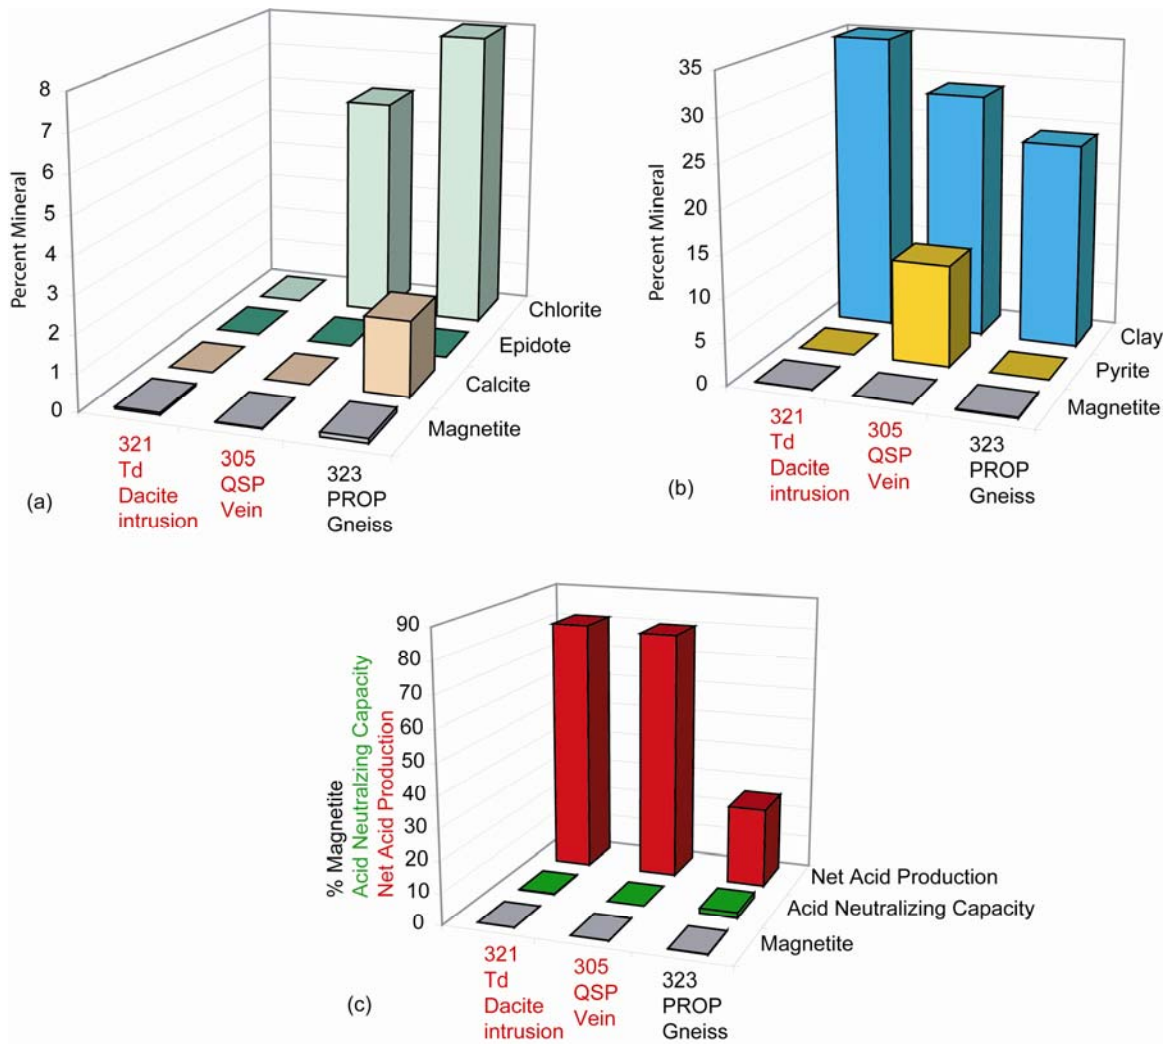 Percent Mineral
8
7
6
5
4
3
2
1
0
Chlorite
Epidote
Calcite
Magnetite
321
Td
Dacite
intrusion
305
QSP
Vein
323
PROP
Gneiss
(a)
Percent Mineral
35
30
25
20
15
10
5
0
Clay
Pyrite
Magnetite
321
Td
Dacite
intrusion
305
QSP
Vein
323
PROP
Gneiss
(b)
% Magnetite
Acid Neutralzing Capacity
Net Acid Production
90
80
70
60
50
40
30
20
10
0
Net Acid Production
Acid Neutralizing Capacity
Magnetite
321
Td
Dacite
intrusion
305
QSP
Vein
323
PROP
Gneiss
(c)